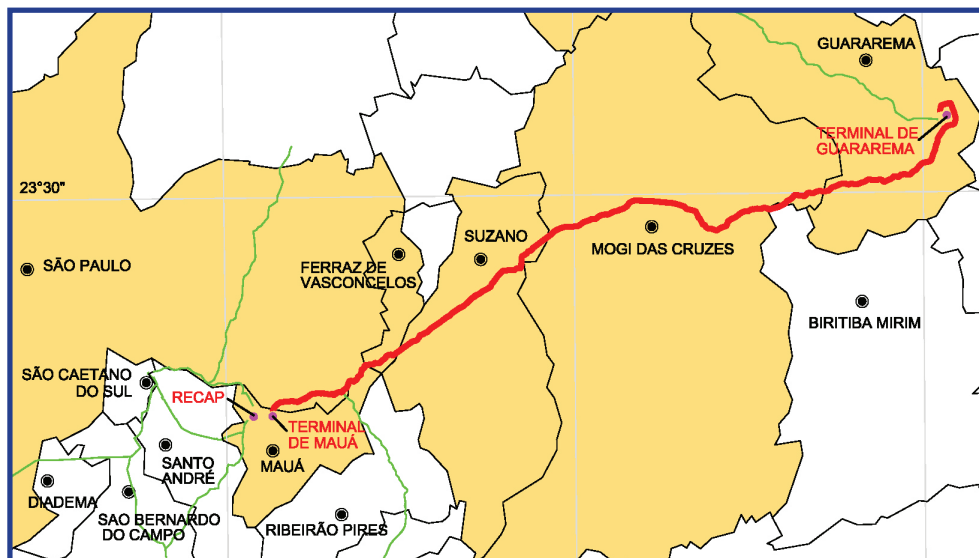 GUARAREMA
TERMINAL DE
GUARAREMA
23°30"
SÃO PAULO
FERRAZ DE
VASCONCELOS
SUZANO
MOGI DAS CRUZES
BIRITIBA MIRIM
SÃO CAETANO
DO SUL
RECAP
TERMINAL
DE MAUÁ
MAUÁ
SANTO
ANDRÉ
DIADEMA
SAO BERNARDO
DO CAMPO
RIBEIRÃO PIRES